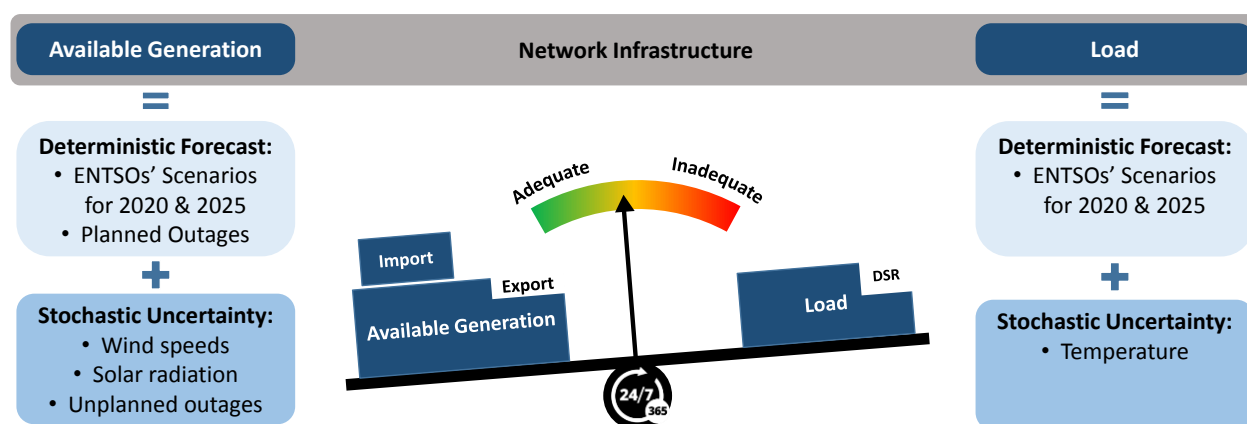 Available Generation
Network Infrastructure
Load
Deterministic Forecast:
• ENTSOs’ Scenarios
for 2020 & 2025
• Planned Outages
Stochastic Uncertainty:
• Wind speeds
• Solar radiation
• Unplanned outages
Adequate
Inadequate
Import
Export
Available Generation
DSR
Load
24/7
365
Deterministic Forecast:
• ENTSOs’ Scenarios
for 2020 & 2025
Stochastic Uncertainty:
• Temperature